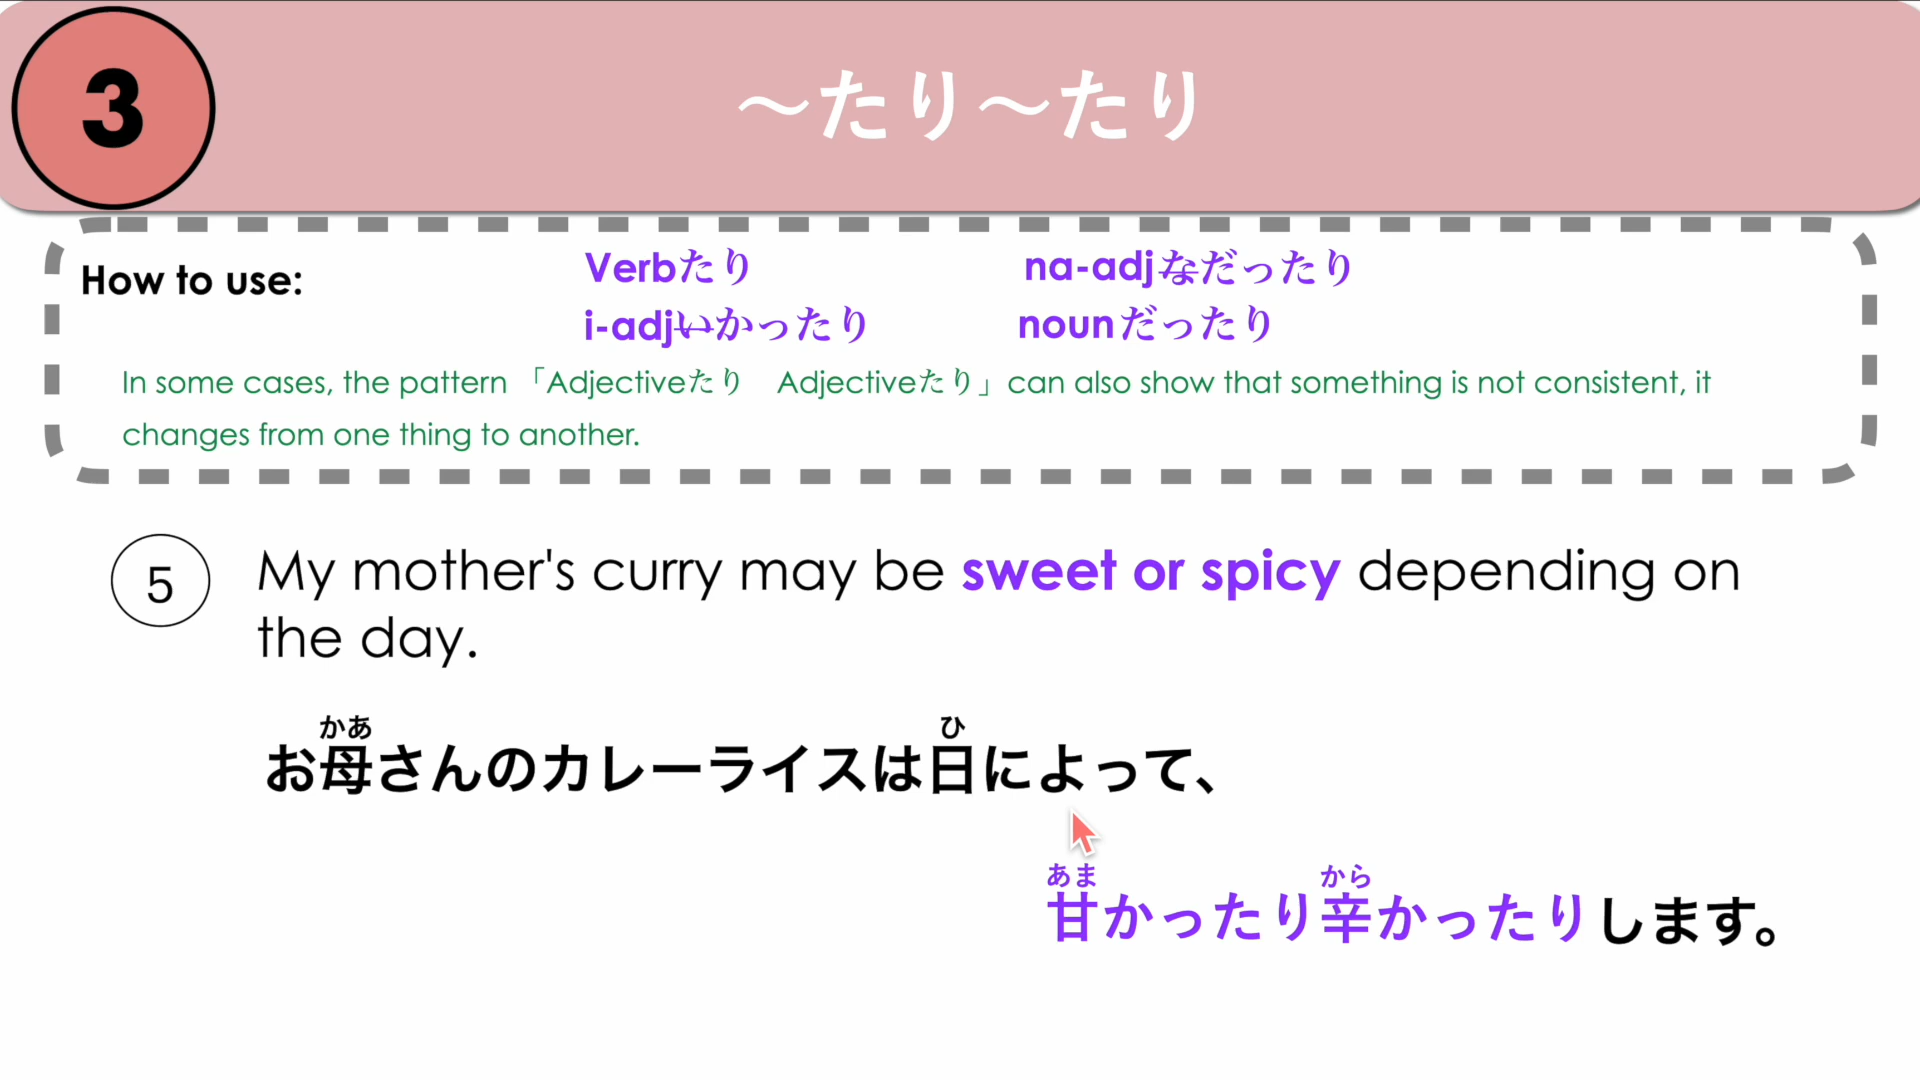 3
～たり～たり
How to use:
Verbたり
na-adjなだったり
i-adjいかったり
nounだったり
In some cases, the pattern 「Adjectiveたり　Adjectiveたり」can also show that something is not consistent, it
changes from one thing to another.
5
My mother's curry may be sweet or spicy depending on
the day.
かあ ひ
お母さんのカレーライスは日によって、
あま から
甘かったり辛かったりします。